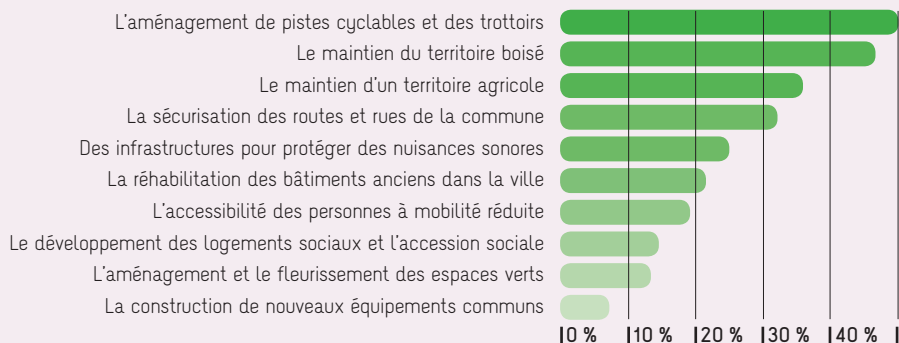 L'aménagement de pistes cyclables et des trottoirs
Le maintien du territoire boisé
Le maintien d'un territoire agricole
La sécurisation des routes et rues de la commune
Des infrastructures pour protéger des nuisances sonores
La réhabilitation des bâtiments anciens dans la ville
L'accessibilité des personnes à mobilité réduite
Le développement des logements sociaux et l'accession sociale
L'aménagement et le fleurissement des espaces verts
La construction de nouveaux équipements communs
0 % 10 % 20 % 30 % 40 %